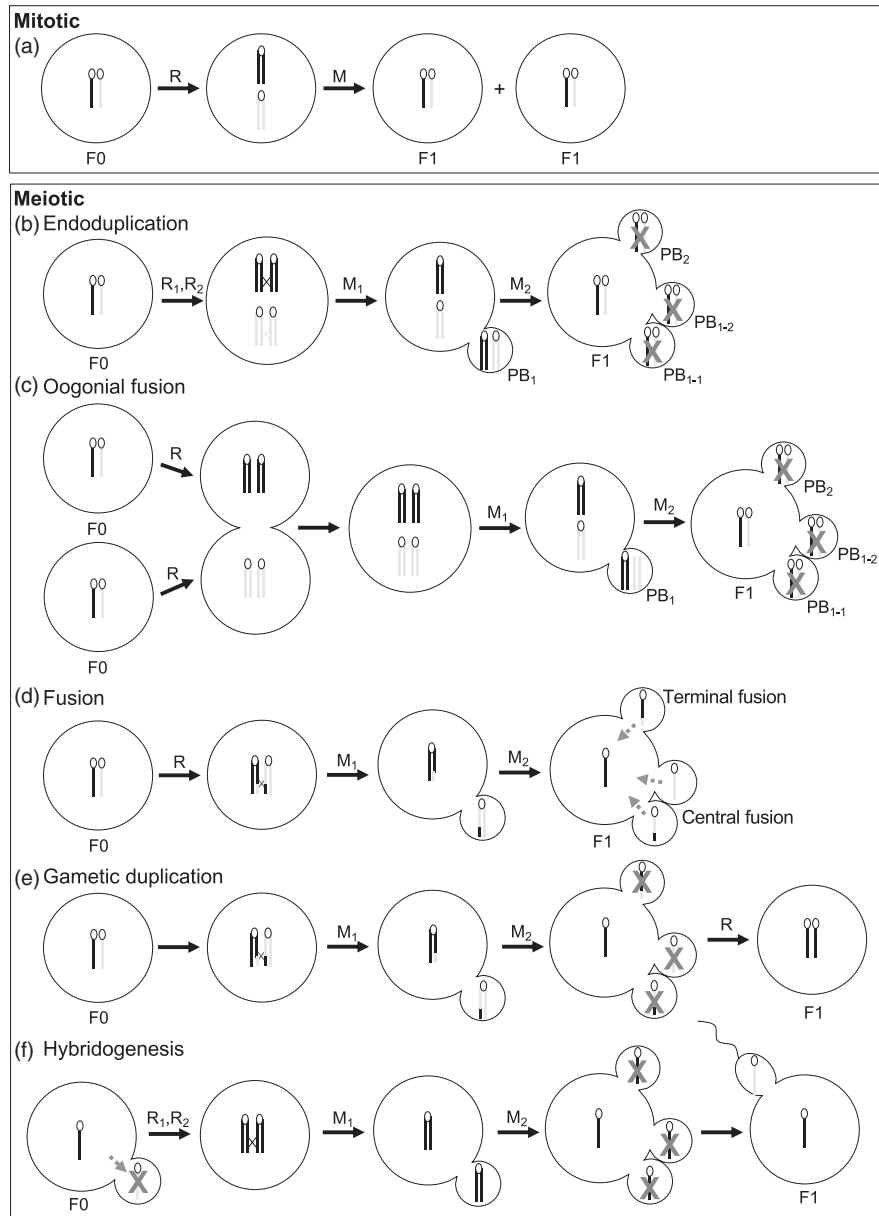 Mitotic
(a)
R
M
+
F0
F1
F1
Meiotic
(b) Endoduplication
R₁,R₂
M₁
M₂
PB₂
PB₁₋₂
PB₁₋₁
PB₁
F0
F1
(c) Oogonial fusion
R
F0
R
F0
M₁
M₂
PB₁
PB₂
PB₁₋₂
PB₁₋₁
F1
(d) Fusion
R
M₁
M₂
Terminal fusion
Central fusion
F0
F1
(e) Gametic duplication
M₁
M₂
R
F0
F1
(f) Hybridogenesis
R₁,R₂
M₁
M₂
F0
F1